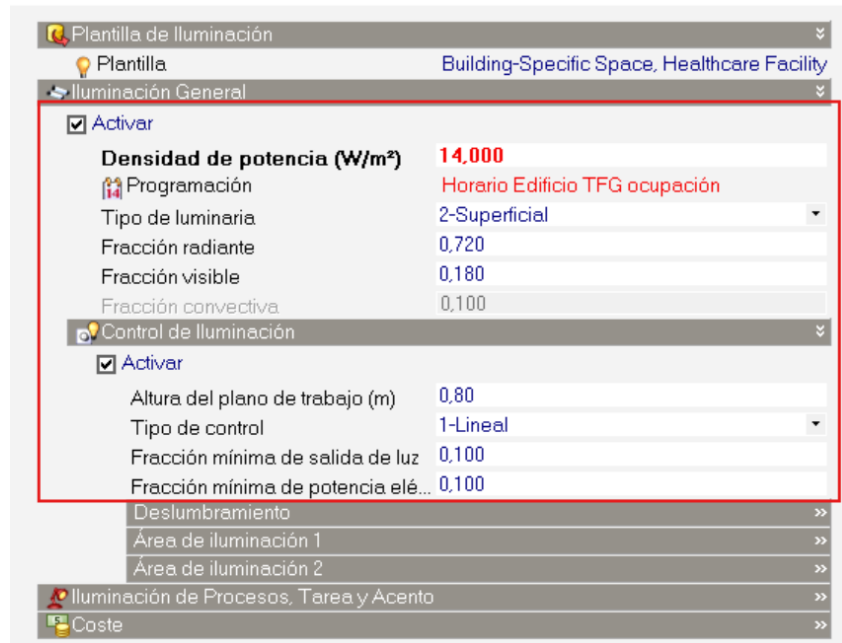 Plantilla de Iluminación
Plantilla Building-Specific Space, Healthcare Facility
Iluminación General
Activar
Densidad de potencia (W/m²) 14,000
14 Programación Horario Edificio TFG ocupación
Tipo de luminaria 2-Superficial
Fracción radiante 0,720
Fracción visible 0,180
Fracción convectiva 0,100
Control de Iluminación
Activar
Altura del plano de trabajo (m) 0,80
Tipo de control 1-Lineal
Fracción mínima de salida de luz 0,100
Fracción mínima de potencia elé... 0,100
Deslumbramiento
Área de iluminación 1
Área de iluminación 2
Iluminación de Procesos, Tarea y Acento
Coste